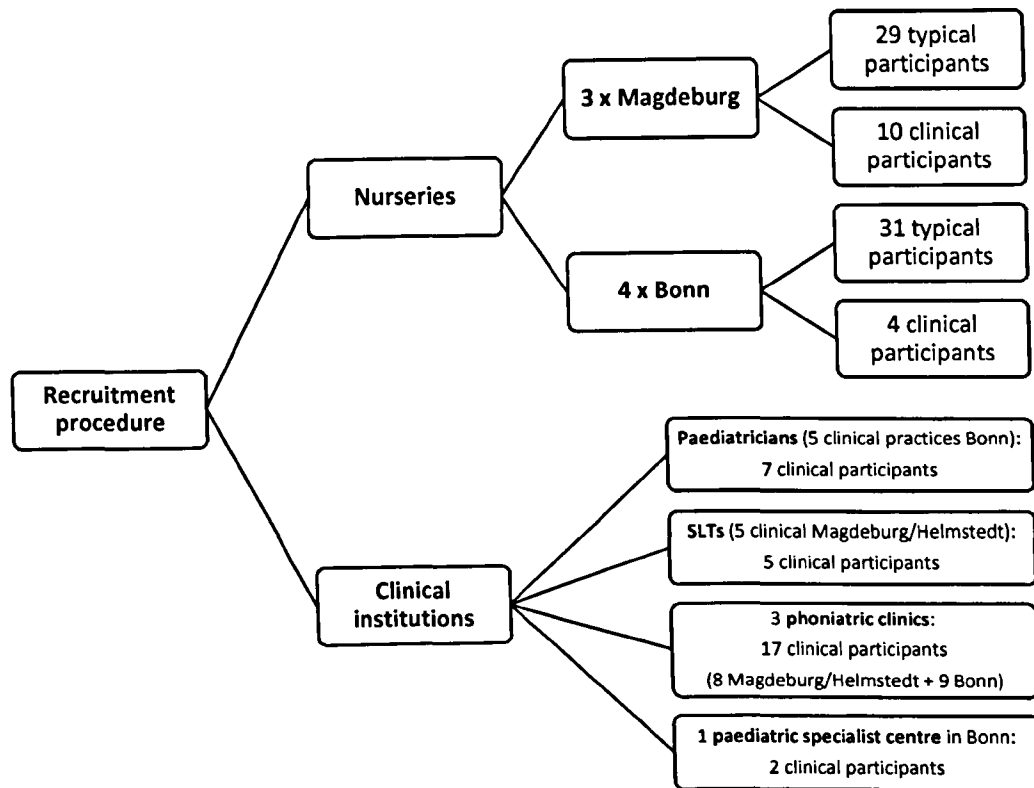 Recruitment
procedure
Nurseries
3 x Magdeburg
29 typical
participants
10 clinical
participants
4 x Bonn
31 typical
participants
4 clinical
participants
Clinical
institutions
Paediatricians (5 clinical practices Bonn):
7 clinical participants
SLTs (5 clinical Magdeburg/Helmstedt):
5 clinical participants
3 phoniatric clinics:
17 clinical participants
(8 Magdeburg/Helmstedt + 9 Bonn)
1 paediatric specialist centre in Bonn:
2 clinical participants